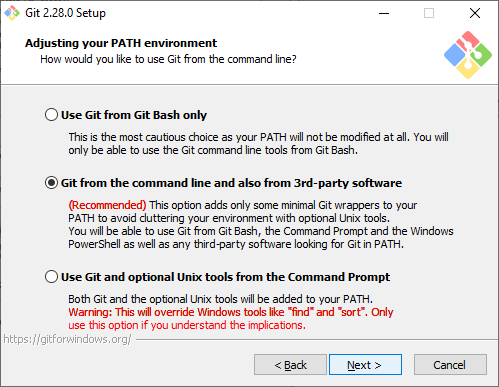 Git 2.28.0 Setup
Adjusting your PATH environment
How would you like to use Git from the command line?
Use Git from Git Bash only
This is the most cautious choice as your PATH will not be modified at all. You will
only be able to use the Git command line tools from Git Bash.
Git from the command line and also from 3rd-party software
(Recommended) This option adds only some minimal Git wrappers to your
PATH to avoid cluttering your environment with optional Unix tools.
You will be able to use Git from Git Bash, the Command Prompt and the Windows
PowerShell as well as any third-party software looking for Git in PATH.
Use Git and optional Unix tools from the Command Prompt
Both Git and the optional Unix tools will be added to your PATH.
Warning: This will override Windows tools like "find" and "sort". Only
use this option if you understand the implications.
https://gitforwindows.org/
< Back Next > Cancel